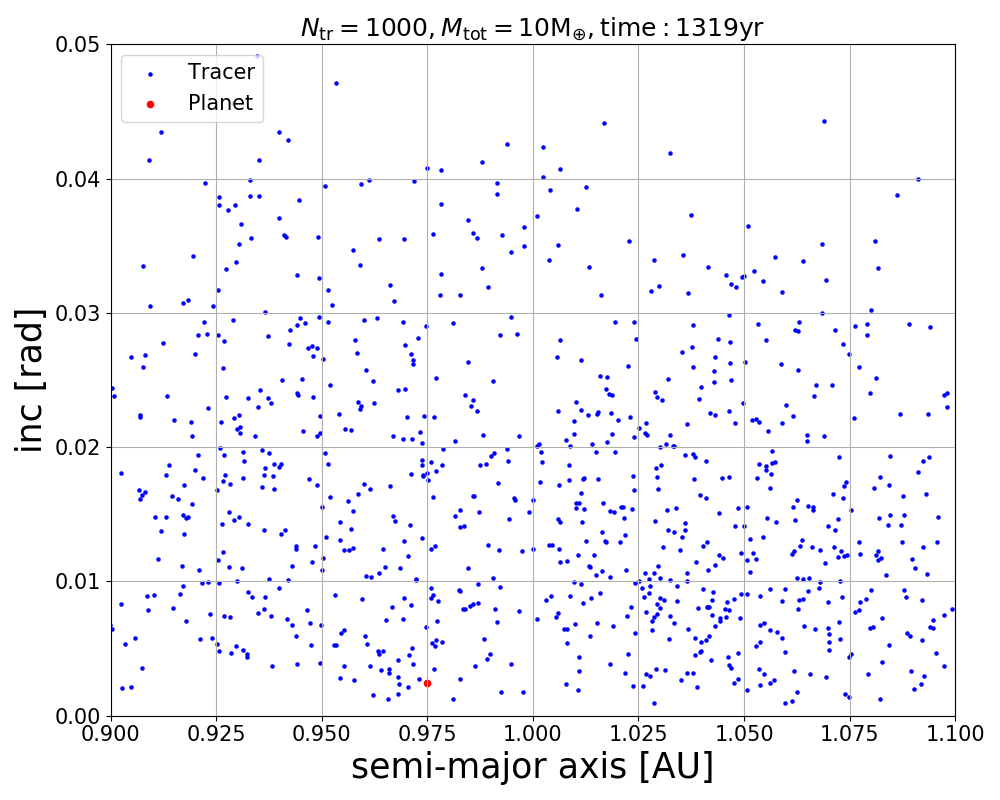 N_tr = 1000, M_tot = 10M_⊕, time : 1319yr
0.05
Tracer
Planet
0.04
0.03
inc [rad]
0.02
0.01
0.00
0.900 0.925 0.950 0.975 1.000 1.025 1.050 1.075 1.100
semi-major axis [AU]